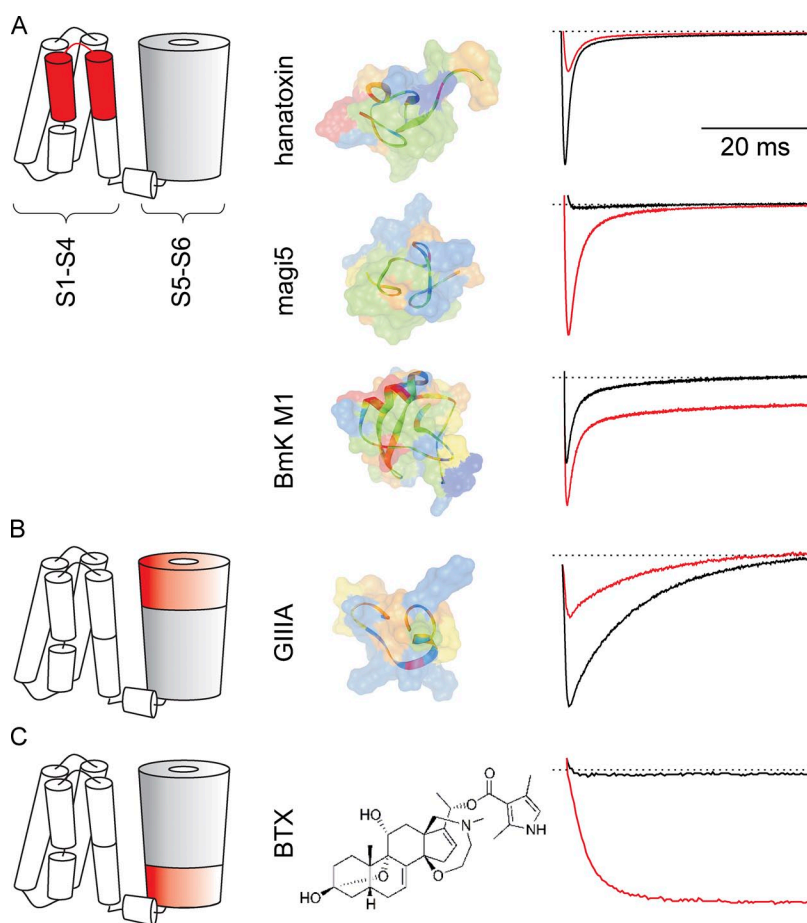 A
hanatoxin
20 ms
S1-S4
S5-S6
magi5
BmK M1
B
GIIIA
C
BTX
O
O
HO
N
NH
O
O
HO
H